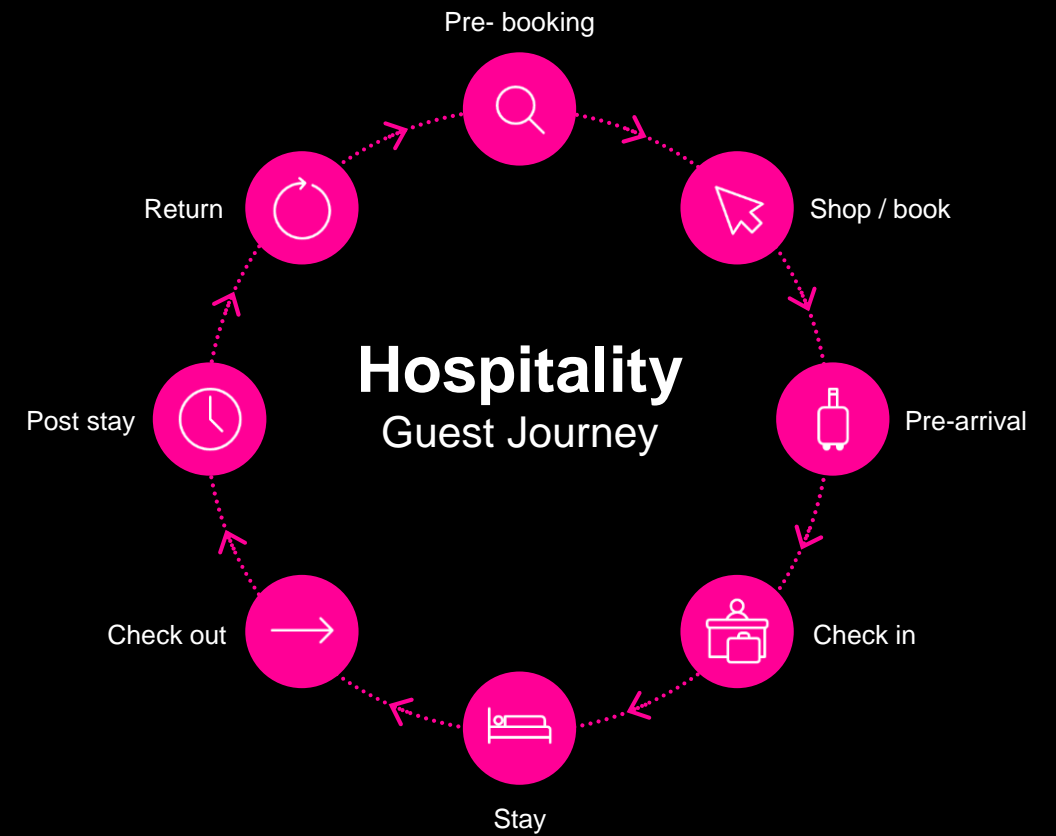 Pre- booking
Return
Shop / book
Hospitality
Guest Journey
Post stay
Pre-arrival
Check out
Check in
Stay